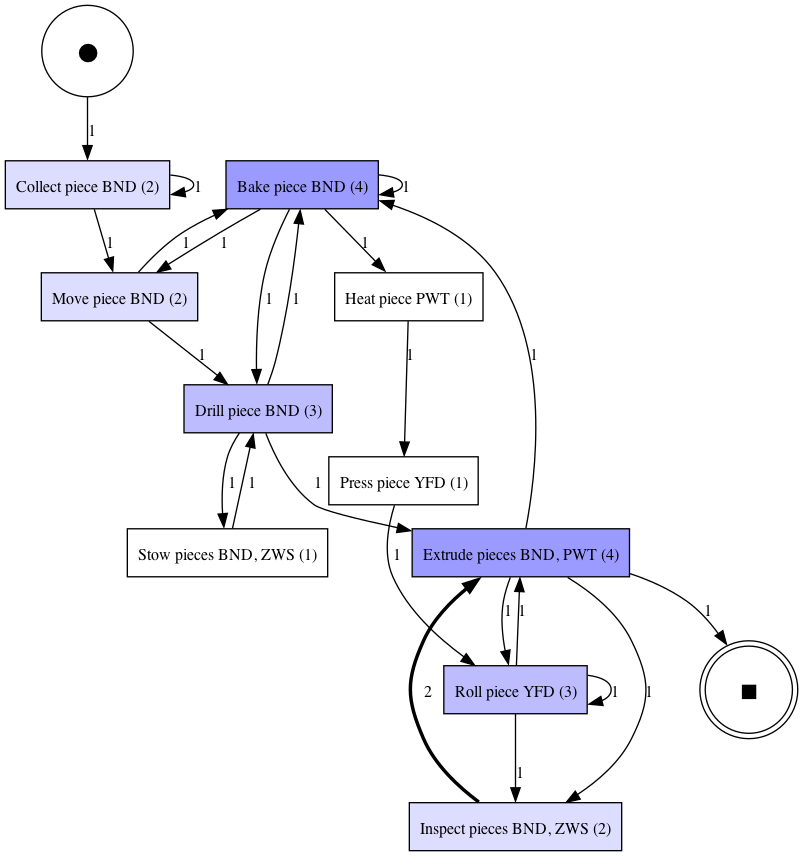 1
Collect piece BND (2)
1
Bake piece BND (4)
1
1
1
1
1
Move piece BND (2)
Heat piece PWT (1)
1
1
1
1
1
Drill piece BND (3)
1
1
1
Press piece YFD (1)
Stow pieces BND, ZWS (1)
1
Extrude pieces BND, PWT (4)
1
1
1
2
Roll piece YFD (3)
1
1
1
Inspect pieces BND, ZWS (2)